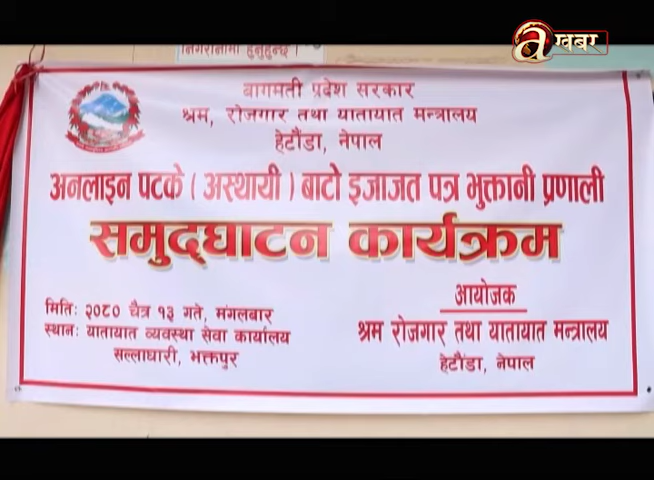 निगरानीमा हुनुहुन्छ ।
a खबर
बागमती प्रदेश सरकार
श्रम, रोजगार तथा यातायात मन्त्रालय
हेटौंडा, नेपाल
अनलाइन पटके ( अस्थायी ) बाटो इजाजत पत्र भुक्तानी प्रणाली
समुद्घाटन कार्यक्रम
मितिः २०८० चैत्र १३ गते, मंगलबार
स्थानः यातायात व्यवस्था सेवा कार्यालय
सल्लाघारी, भक्तपुर
आयोजक
श्रम रोजगार तथा यातायात मन्त्रालय
हेटौंडा, नेपाल